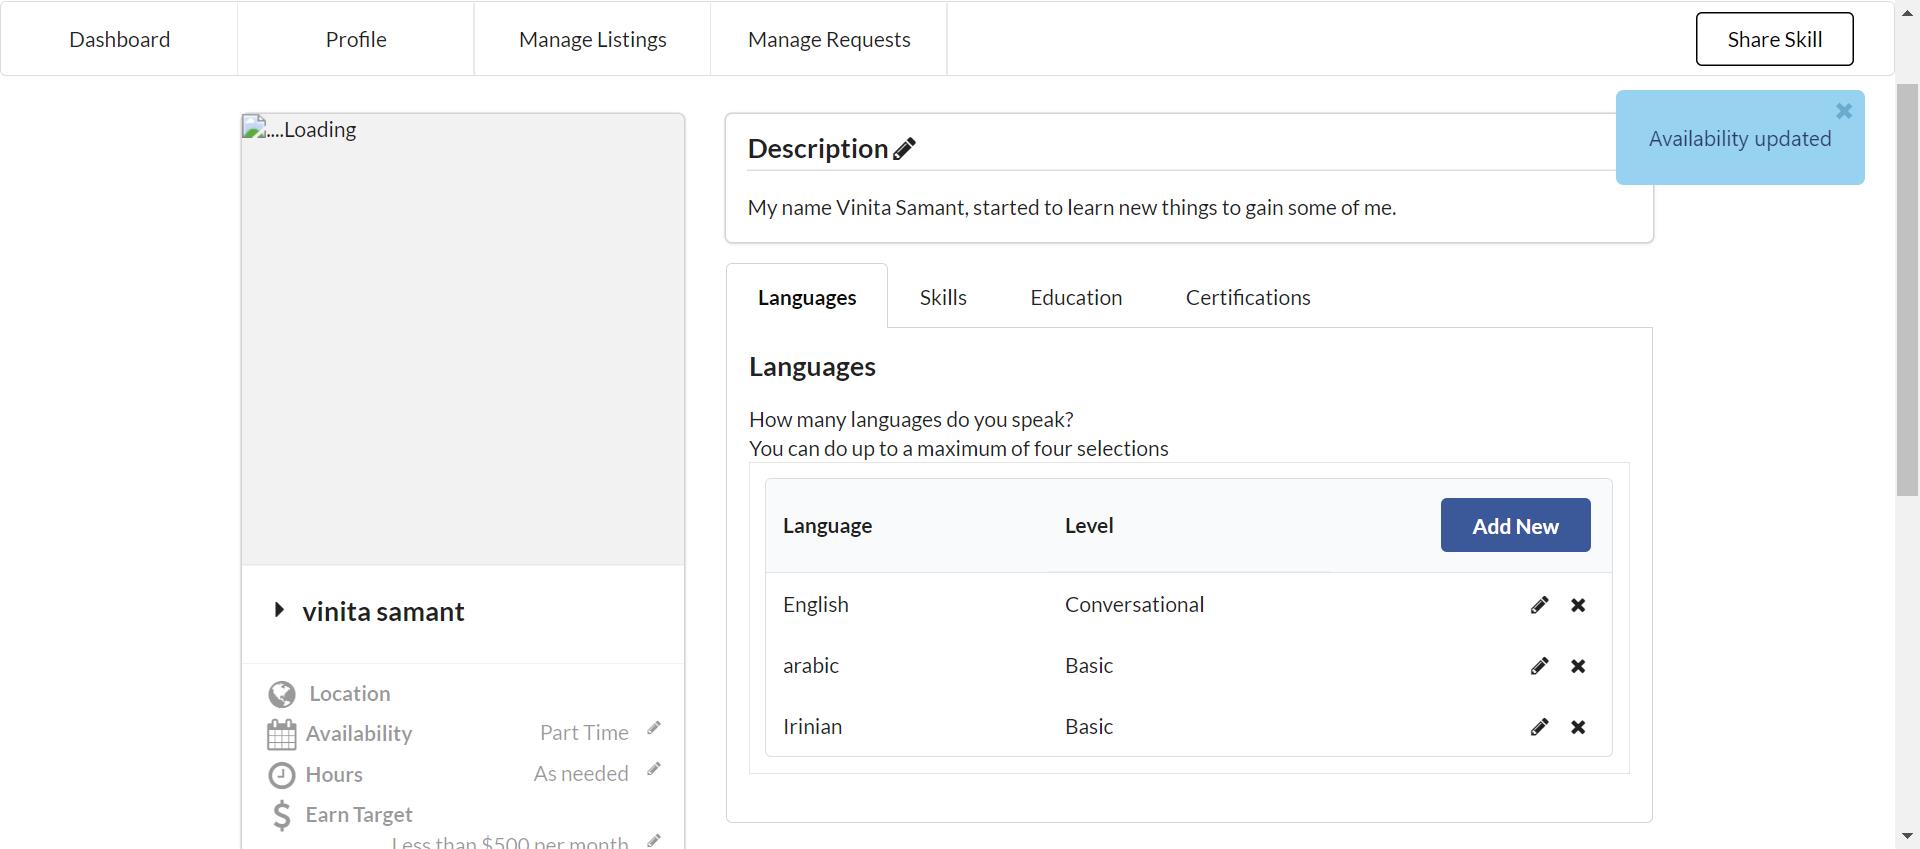 Dashboard
Profile
Manage Listings
Manage Requests
Share Skill
....Loading
Description
Availability updated
My name Vinita Samant, started to learn new things to gain some of me.
Languages
Skills
Education
Certifications
Languages
How many languages do you speak?
You can do up to a maximum of four selections
Language Level Add New
English Conversational
arabic Basic
Irinian Basic
vinita samant
Location
Availability Part Time
Hours As needed
Earn Target
Less than $500 per month